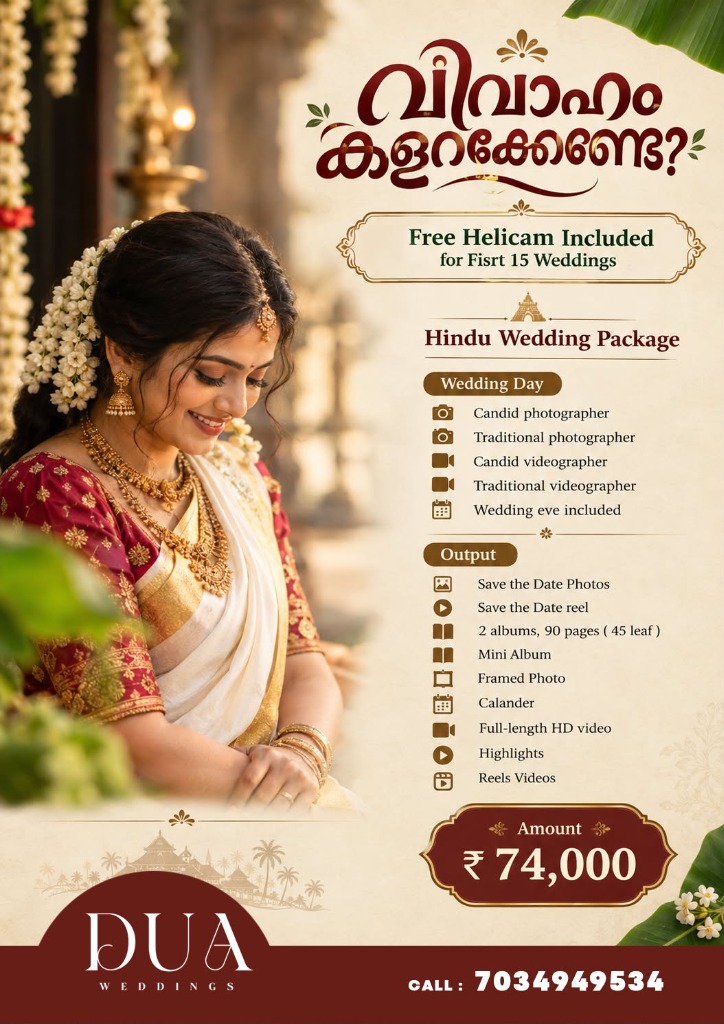 വിവാഹം
കളറക്കേണ്ടേ?
Free Helicam Included
for Fisrt 15 Weddings
Hindu Wedding Package
Wedding Day
Candid photographer
Traditional photographer
Candid videographer
Traditional videographer
Wedding eve included
Output
Save the Date Photos
Save the Date reel
2 albums, 90 pages ( 45 leaf )
Mini Album
Framed Photo
Calander
Full-length HD video
Highlights
Reels Videos
Amount
₹ 74,000
DUA
WEDDINGS
CALL : 7034949534